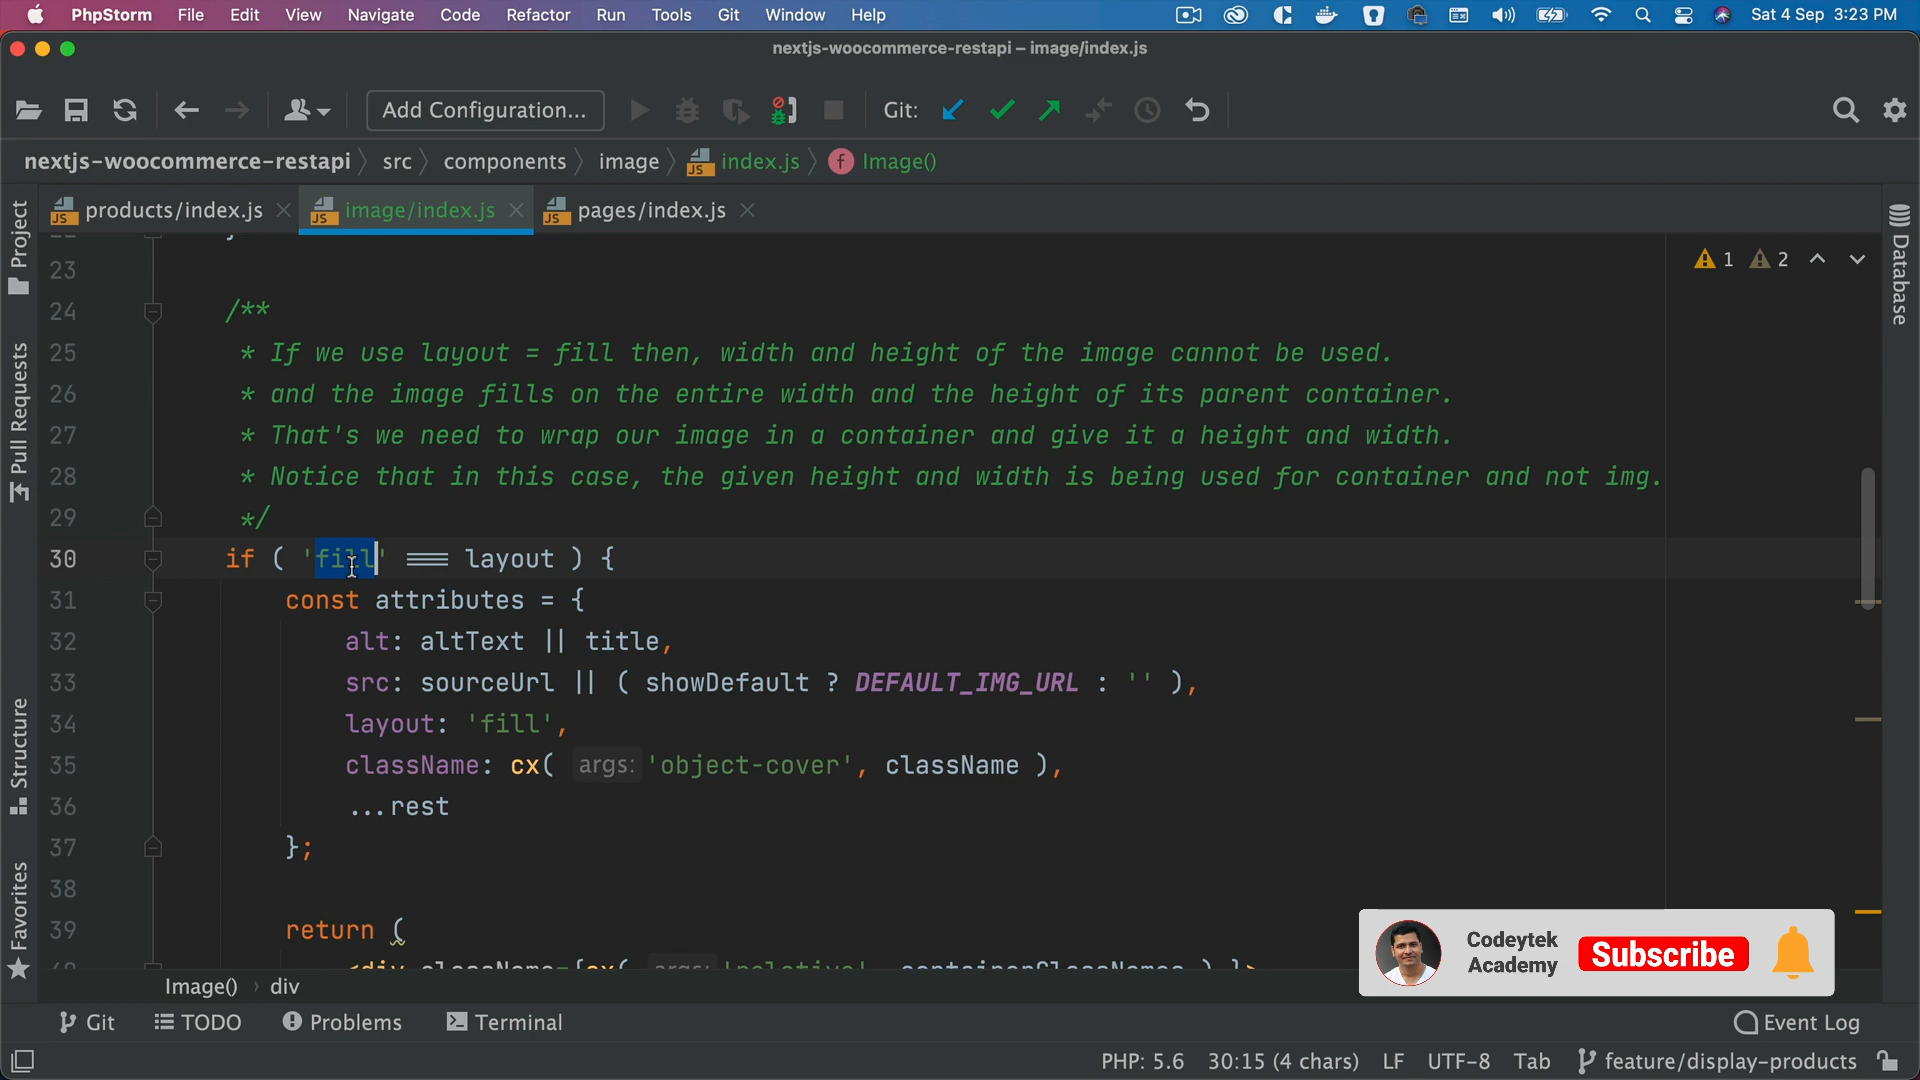 PhpStorm File Edit View Navigate Code Refactor Run Tools Git Window Help Sat 4 Sep 3:23 PM
nextjs-woocommerce-restapi – image/index.js
Add Configuration... Git:
nextjs-woocommerce-restapi src components image index.js Image()
products/index.js image/index.js pages/index.js
Project
Pull Requests
Structure
Favorites
Database
1 2
23
24 /**
25 * If we use layout = fill then, width and height of the image cannot be used.
26 * and the image fills on the entire width and the height of its parent container.
27 * That's we need to wrap our image in a container and give it a height and width.
28 * Notice that in this case, the given height and width is being used for container and not img.
29 */
30 if ( 'fill' === layout ) {
31 const attributes = {
32 alt: altText || title,
33 src: sourceUrl || ( showDefault ? DEFAULT_IMG_URL : '' ),
34 layout: 'fill',
35 className: cx( args: 'object-cover', className ),
36 ...rest
37 };
38
39 return (
<div className={cx( args: 'relative', containerClassNames ) }>
Codeytek
Academy
Subscribe
Image() div
Git TODO Problems Terminal Event Log
PHP: 5.6 30:15 (4 chars) LF UTF-8 Tab feature/display-products